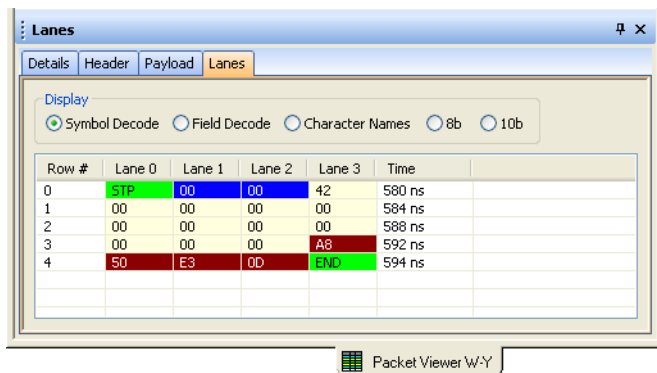 Lanes
Details Header Payload Lanes
Display
Symbol Decode Field Decode Character Names 8b 10b
Row # Lane 0 Lane 1 Lane 2 Lane 3 Time
0 STP 00 00 42 580 ns
1 00 00 00 00 584 ns
2 00 00 00 00 588 ns
3 00 00 00 A8 592 ns
4 50 E3 0D END 594 ns
Packet Viewer W-Y